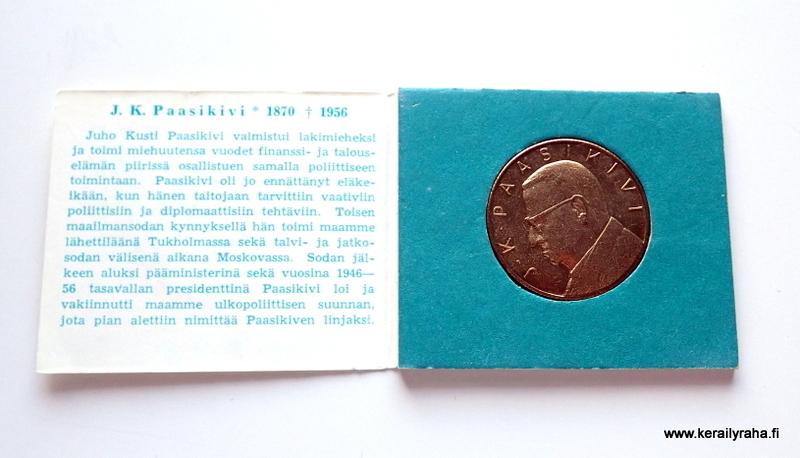 J. K. Paasikivi * 1870 † 1956
Juho Kusti Paasikivi valmistui lakimieheksi
ja toimi miehuutensa vuodet finanssi- ja talous-
elämän piirissä osallistuen samalla poliittiseen
toimintaan. Paasikivi oli jo ennättänyt eläke-
ikään, kun hänen taitojaan tarvittiin vaativiin
poliittisiin ja diplomaattisiin tehtäviin. Toisen
maailmansodan kynnyksellä hän toimi maamme
lähettiläänä Tukholmassa sekä talvi- ja jatko-
sodan välisenä aikana Moskovassa. Sodan jäl-
keen aluksi pääministerinä sekä vuosina 1946—
56 tasavallan presidenttinä Paasikivi loi ja
vakiinnutti maamme ulkopoliittisen suunnan,
jota pian alettiin nimittää Paasikiven linjaksi.
J. K. PAASIKIVI
www.kerailyraha.fi